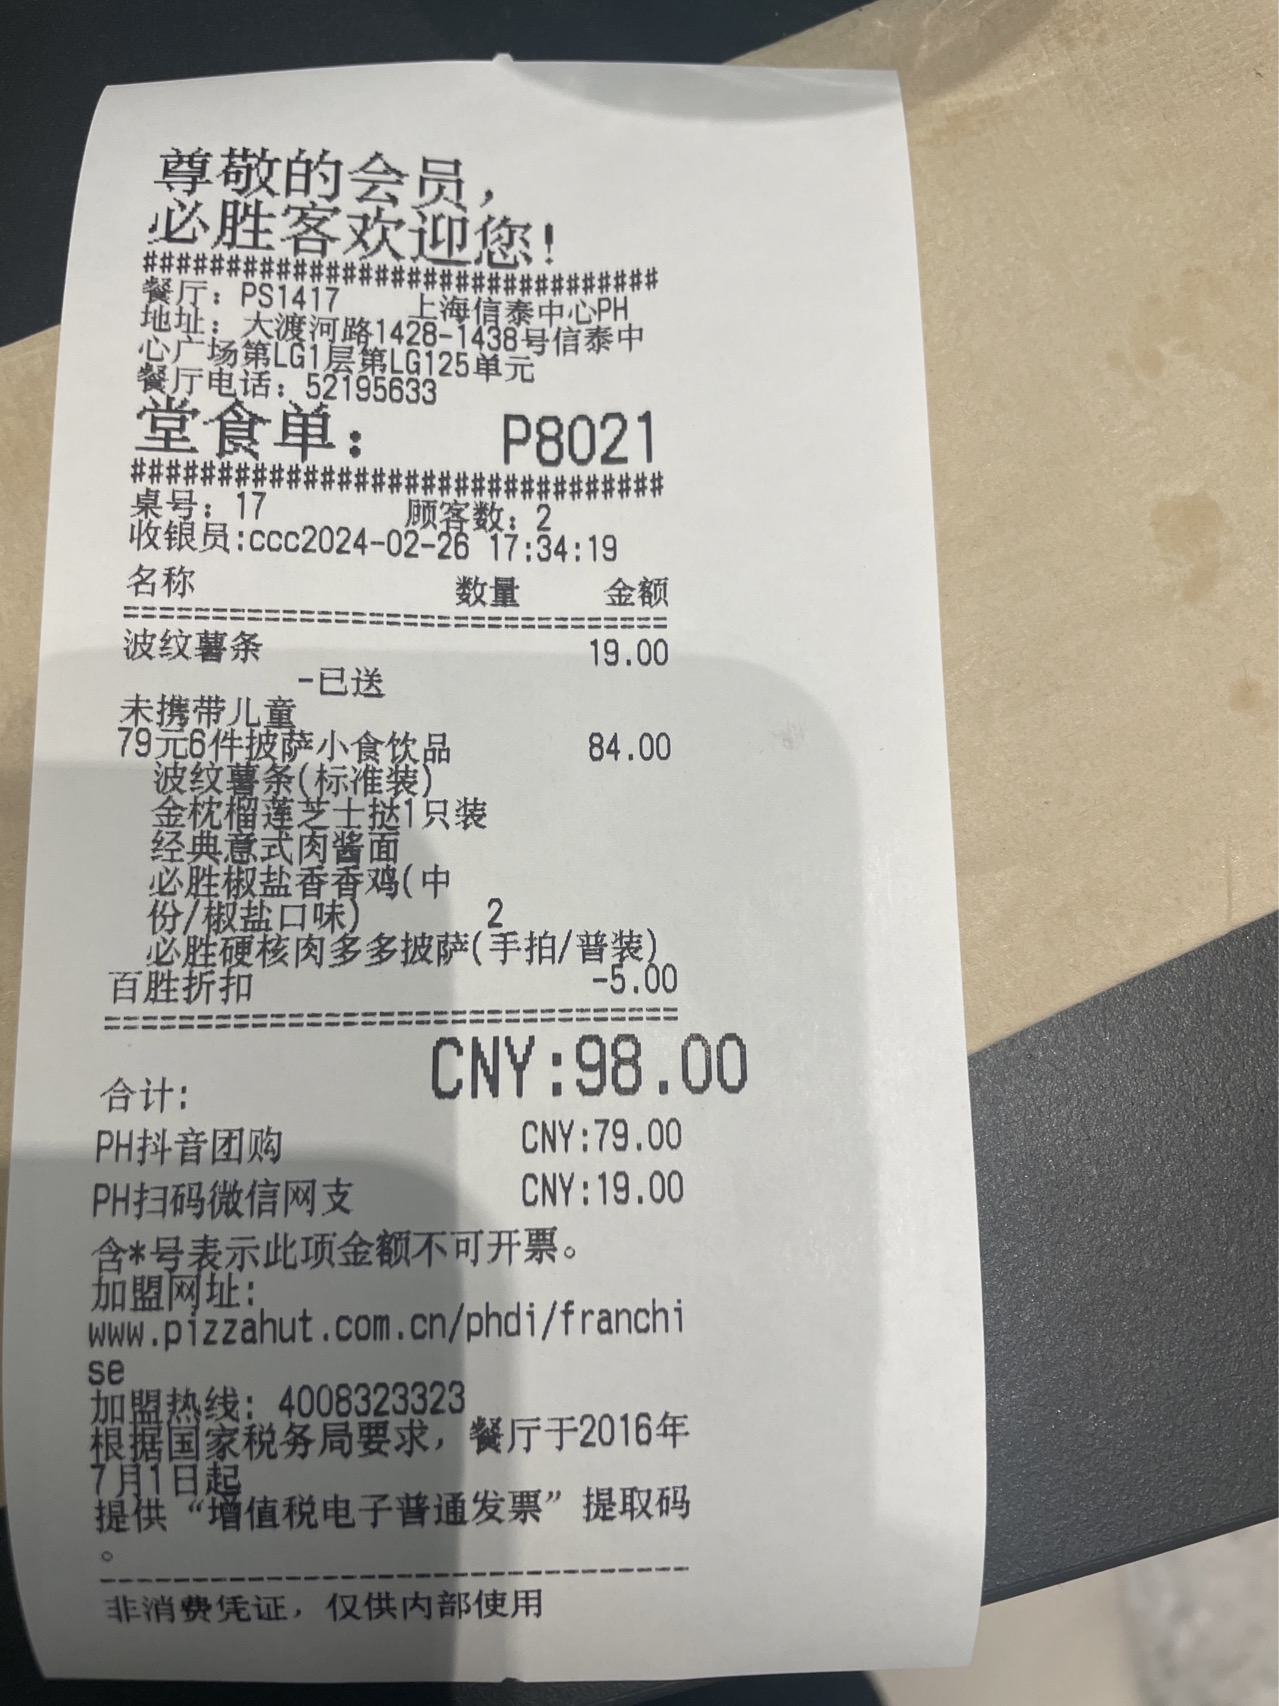 尊敬的会员，
必胜客欢迎您!
###############################
餐厅：PS1417 上海信泰中心PH
地址：大渡河路1428-1438号信泰中
心广场第LG1层第LG125单元
餐厅电话：52195633
堂食单： P8021
###############################
桌号：17 顾客数：2
收银员:ccc2024-02-26 17:34:19
名称 数量 金额
===============================
波纹薯条 19.00
-已送
未携带儿童
79元6件披萨小食饮品 84.00
波纹薯条(标准装)
金枕榴莲芝士挞1只装
经典意式肉酱面
必胜椒盐香香鸡(中
份/椒盐口味) 2
必胜硬核肉多多披萨(手拍/普装)
百胜折扣 -5.00
===============================
合计: CNY:98.00
PH抖音团购 CNY:79.00
PH扫码微信网支 CNY:19.00
含*号表示此项金额不可开票。
加盟网址:
www.pizzahut.com.cn/phdi/franchi
se
加盟热线: 4008323323
根据国家税务局要求，餐厅于2016年
7月1日起
提供“增值税电子普通发票”提取码
。
-------------------------------
非消费凭证，仅供内部使用